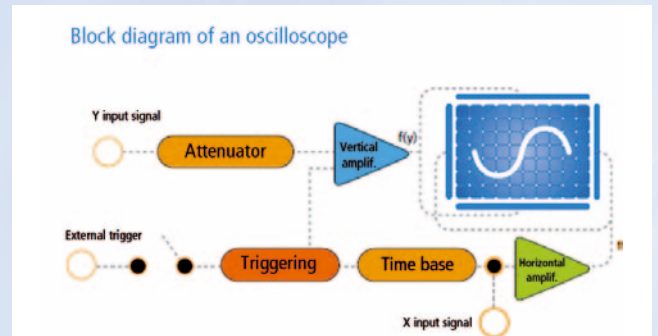 Block diagram of an oscilloscope
Y input signal
Attenuator
Vertical
amplif.
f(y)
External trigger
Triggering
Time base
Horizontal
amplif.
X input signal